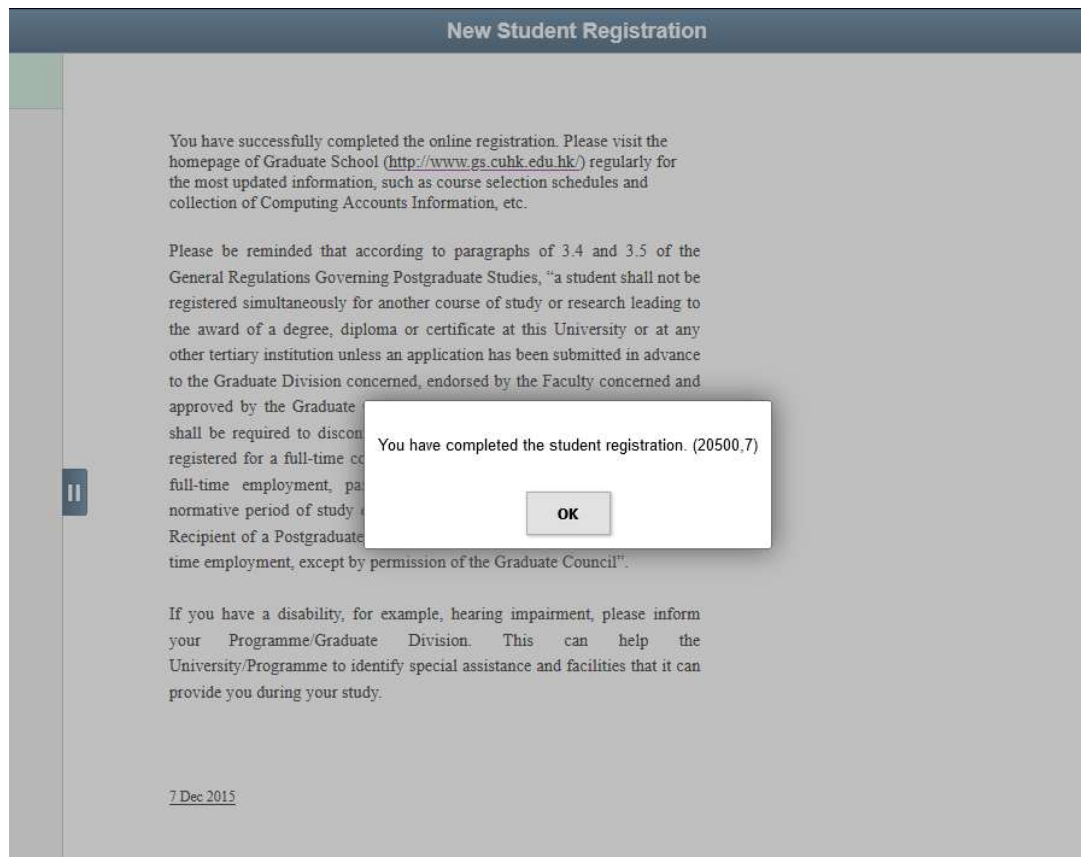 New Student Registration
You have successfully completed the online registration. Please visit the
homepage of Graduate School (http://www.gs.cuhk.edu.hk/) regularly for
the most updated information, such as course selection schedules and
collection of Computing Accounts Information, etc.
Please be reminded that according to paragraphs of 3.4 and 3.5 of the
General Regulations Governing Postgraduate Studies, “a student shall not be
registered simultaneously for another course of study or research leading to
the award of a degree, diploma or certificate at this University or at any
other tertiary institution unless an application has been submitted in advance
to the Graduate Division concerned, endorsed by the Faculty concerned and
approved by the Graduate
shall be required to discon
registered for a full-time co
full-time employment, pa
normative period of study
Recipient of a Postgraduate
time employment, except by permission of the Graduate Council”.
You have completed the student registration. (20500,7)
OK
If you have a disability, for example, hearing impairment, please inform
your Programme/Graduate Division. This can help the
University/Programme to identify special assistance and facilities that it can
provide you during your study.
7 Dec 2015